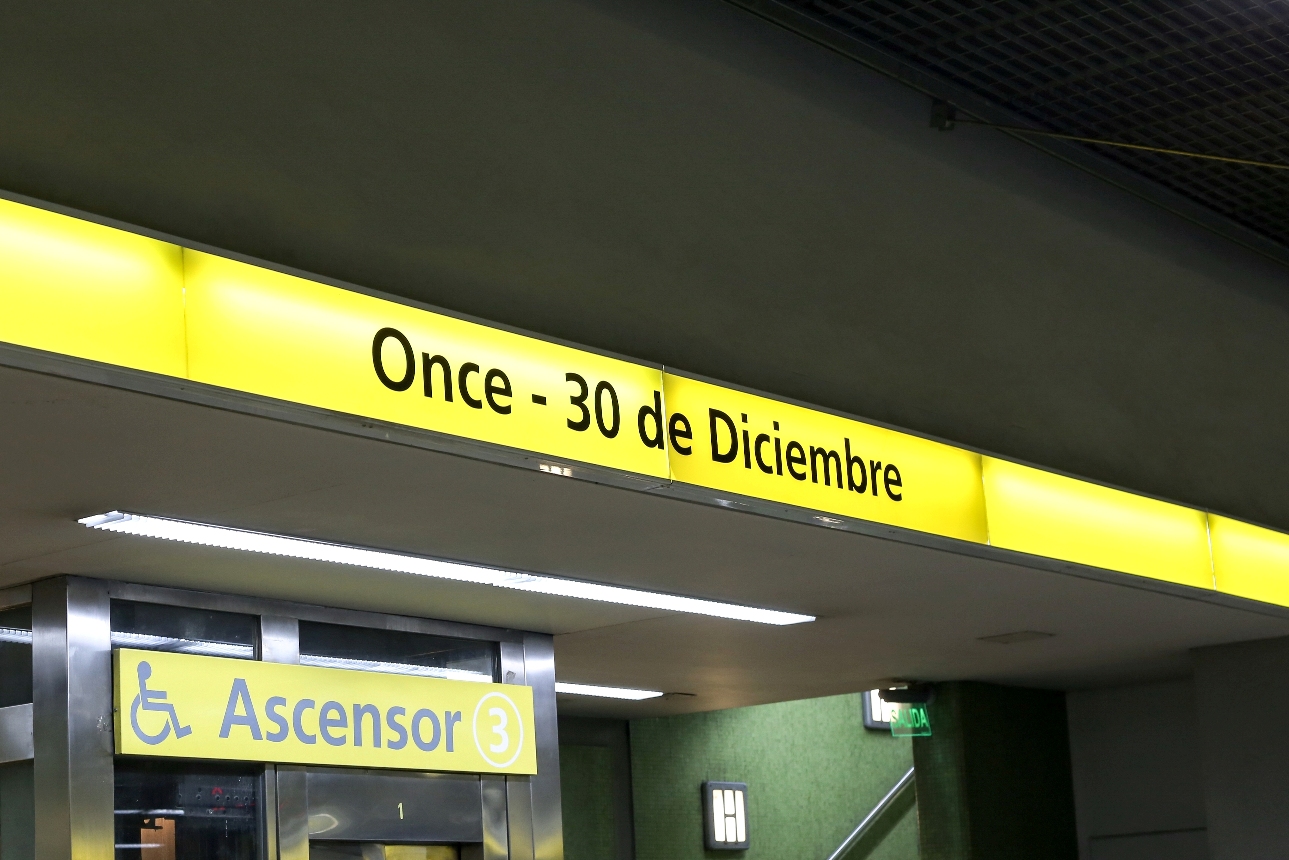 Once - 30 de Diciembre
Ascensor 3
SALIDA
1